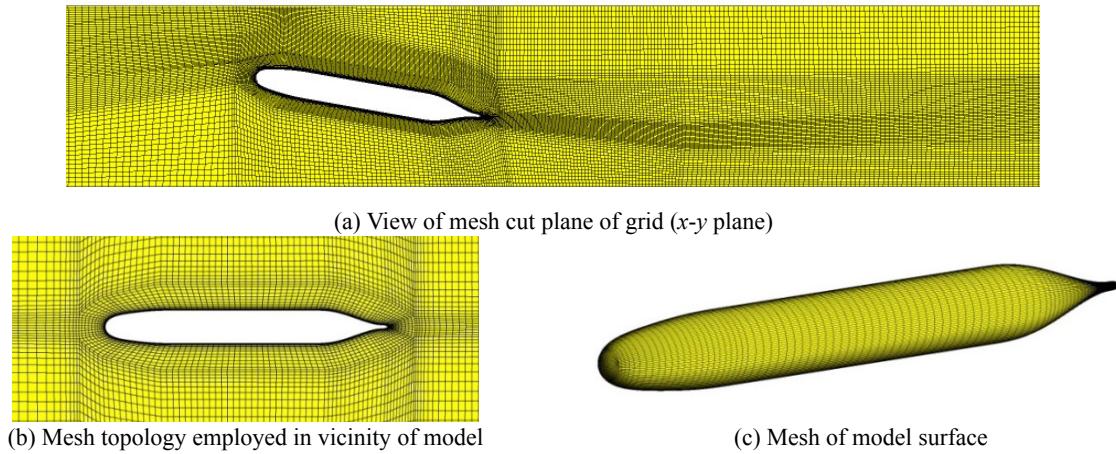 (a) View of mesh cut plane of grid (x-y plane)
(b) Mesh topology employed in vicinity of model
(c) Mesh of model surface